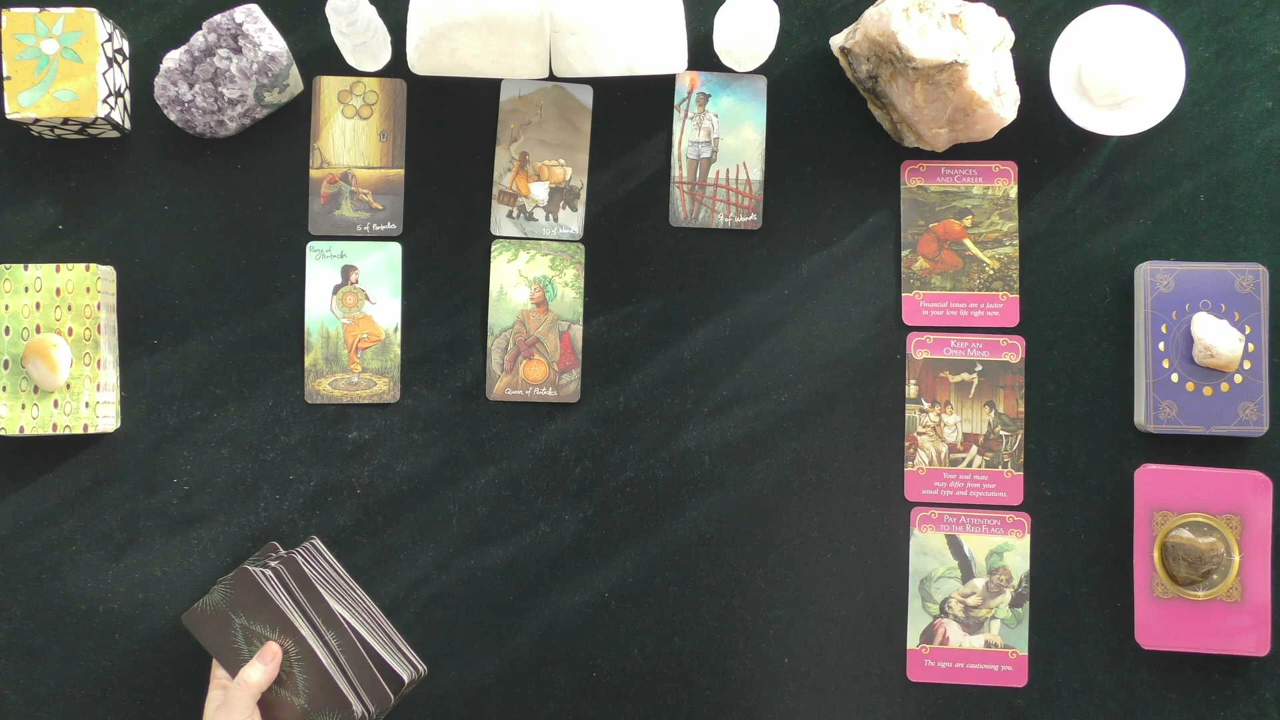 5 of Pentacles
10 of Wands
9 of Wands
Page of
Pentacle
Queen of Pentacles
FINANCES
AND CAREER
Financial issues are a factor
in your love life right now.
KEEP AN
OPEN MIND
Your soul mate
may differ from your
usual type and expectations.
PAY ATTENTION
TO THE RED FLAGS
The signs are cautioning you.